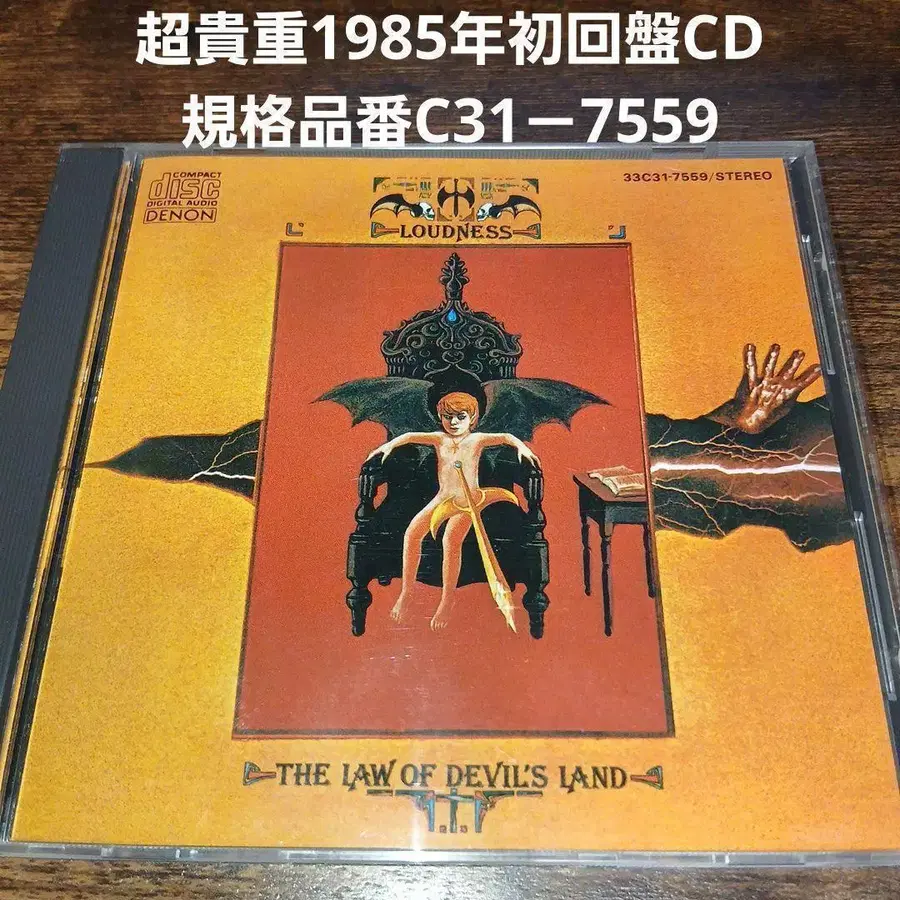 超貴重1985年初回盤CD
規格品番C31－7559
COMPACT
disc
DIGITAL AUDIO
DENON
33C31-7559/STEREO
LOUDNESS
THE LAW OF DEVIL'S LAND